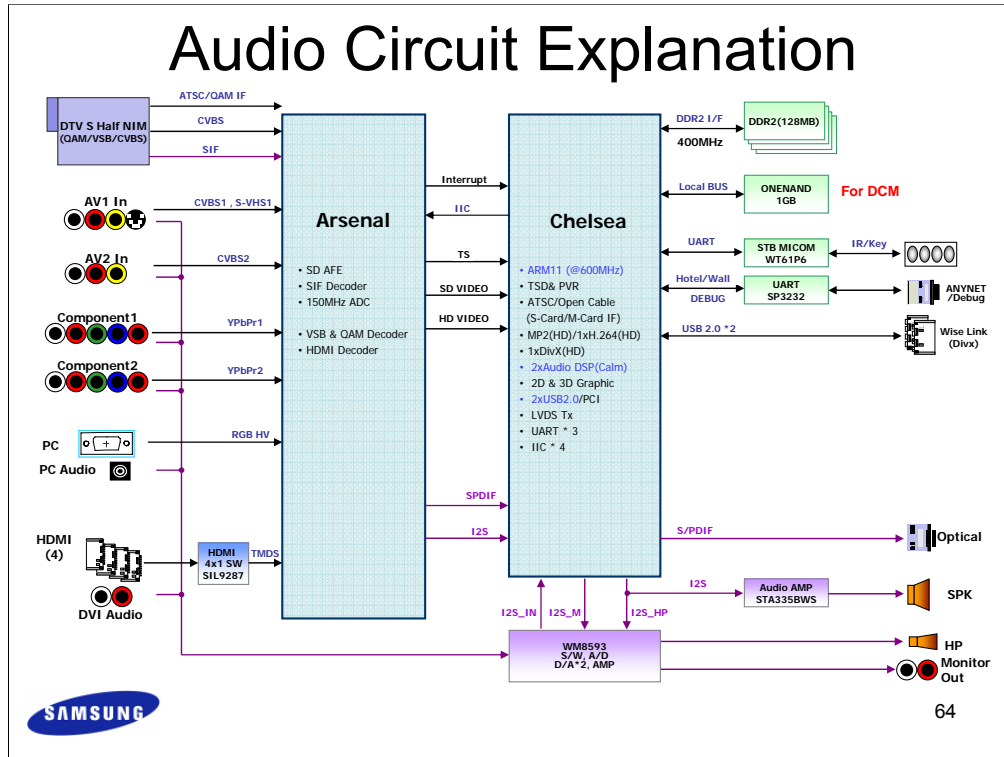 Audio Circuit Explanation
DTV S Half NIM
(QAM/VSB/CVBS)
ATSC/QAM IF
CVBS
SIF
AV1 In
CVBS1 , S-VHS1
AV2 In
CVBS2
Component1
YPbPr1
Component2
YPbPr2
PC
RGB HV
PC Audio
HDMI
(4)
HDMI
4x1 SW
SIL9287
TMDS
DVI Audio
Arsenal
• SD AFE
• SIF Decoder
• 150MHz ADC
• VSB & QAM Decoder
• HDMI Decoder
Interrupt
IIC
TS
SD VIDEO
HD VIDEO
SPDIF
I2S
Chelsea
• ARM11 (@600MHz)
• TSD& PVR
• ATSC/Open Cable
(S-Card/M-Card IF)
• MP2(HD)/1xH.264(HD)
• 1xDivX(HD)
• 2xAudio DSP(Calm)
• 2D & 3D Graphic
• 2xUSB2.0/PCI
• LVDS Tx
• UART * 3
• IIC * 4
DDR2 I/F
400MHz
DDR2(128MB)
Local BUS
ONENAND
1GB
For DCM
UART
STB MICOM
WT61P6
IR/Key
Hotel/Wall
DEBUG
UART
SP3232
ANYNET
/Debug
USB 2.0 *2
Wise Link
(Divx)
S/PDIF
Optical
I2S
Audio AMP
STA335BWS
SPK
I2S_IN
I2S_M
I2S_HP
WM8593
S/W, A/D
D/A*2, AMP
HP
Monitor
Out
SAMSUNG
64